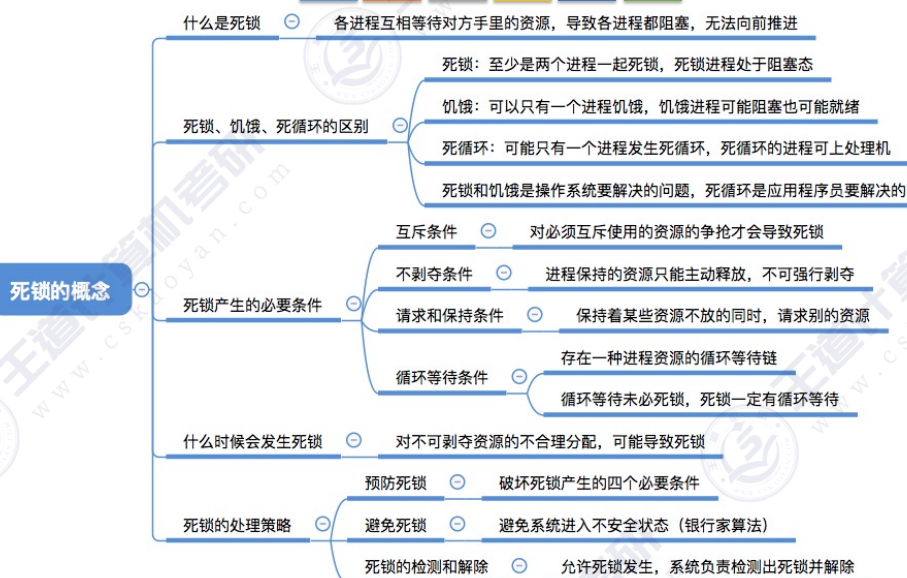 什么是死锁
各进程互相等待对方手里的资源，导致各进程都阻塞，无法向前推进
死锁、饥饿、死循环的区别
死锁：至少是两个进程一起死锁，死锁进程处于阻塞态
饥饿：可以只有一个进程饥饿，饥饿进程可能阻塞也可能就绪
死循环：可能只有一个进程发生死循环，死循环的进程可上处理机
死锁和饥饿是操作系统要解决的问题，死循环是应用程序员要解决的
死锁的概念
死锁产生的必要条件
互斥条件
对必须互斥使用的资源的争抢才会导致死锁
不剥夺条件
进程保持的资源只能主动释放，不可强行剥夺
请求和保持条件
保持着某些资源不放的同时，请求别的资源
循环等待条件
存在一种进程资源的循环等待链
循环等待未必死锁，死锁一定有循环等待
什么时候会发生死锁
对不可剥夺资源的不合理分配，可能导致死锁
死锁的处理策略
预防死锁
破坏死锁产生的四个必要条件
避免死锁
避免系统进入不安全状态（银行家算法）
死锁的检测和解除
允许死锁发生，系统负责检测出死锁并解除
王道计算机考研
www.cskaoyan.com